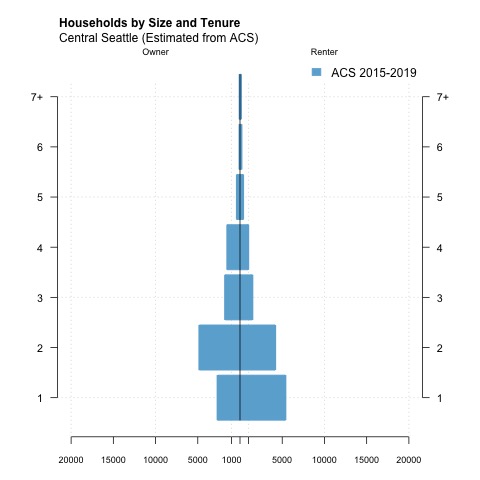 Households by Size and Tenure
Central Seattle (Estimated from ACS)
Owner Renter
ACS 2015-2019
7+ 7+
6 6
5 5
4 4
3 3
2 2
1 1
20000 15000 10000 5000 1000 5000 10000 15000 20000